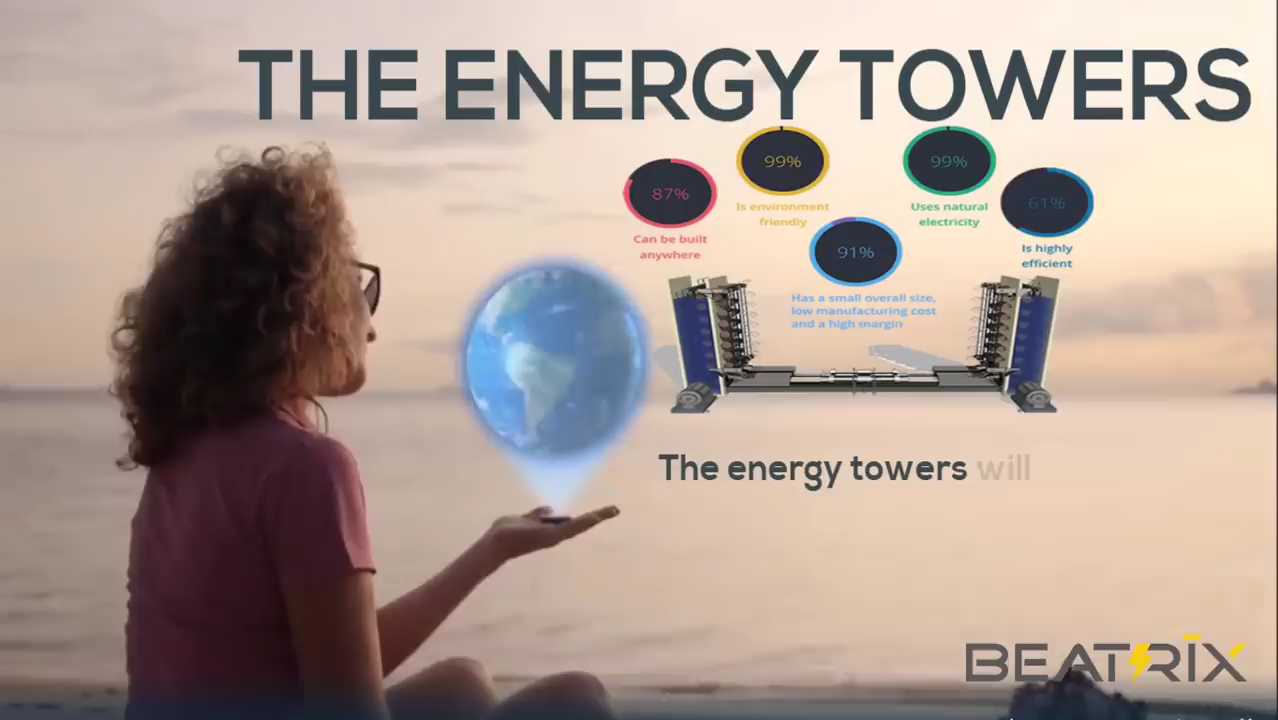 THE ENERGY TOWERS
87%
Can be built
anywhere
99%
Is environment
friendly
91%
Has a small overall size,
low manufacturing cost
and a high margin
99%
Uses natural
electricity
61%
Is highly
efficient
The energy towers will
BEATRIX